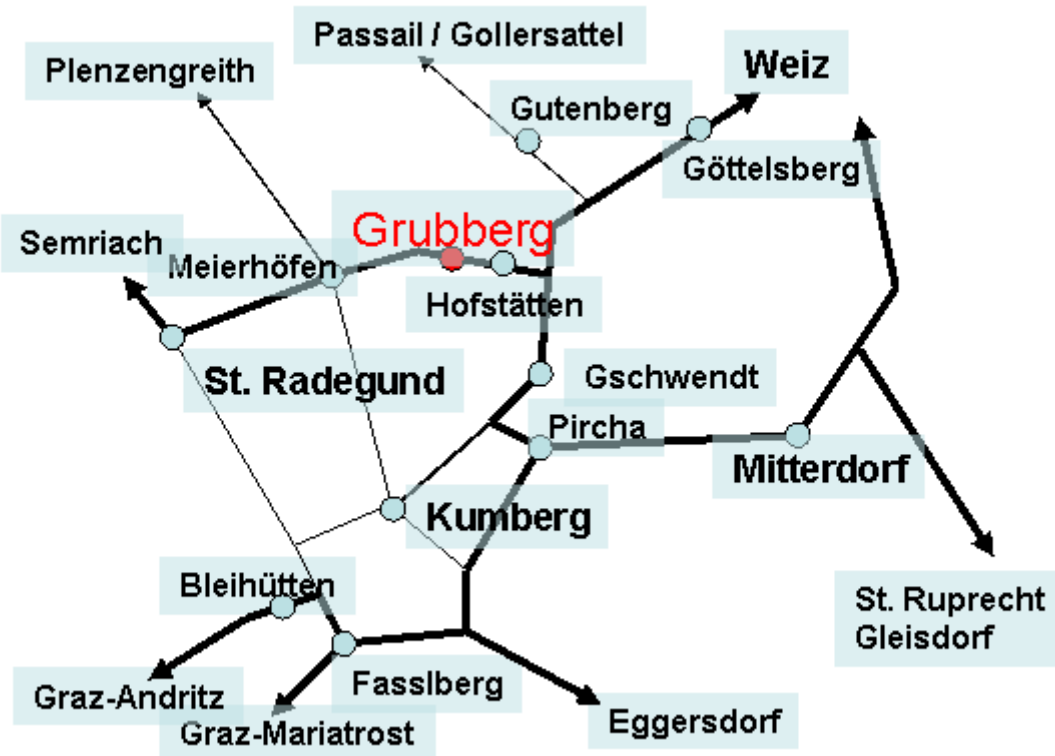 Passail / Gollersattel
Weiz
Plenzengreith
Gutenberg
Göttelsberg
Grubberg
Semriach
Meierhöfen
Hofstätten
St. Radegund
Gschwendt
Pircha
Mitterdorf
Kumberg
Bleihütten
St. Ruprecht
Gleisdorf
Fasslberg
Graz-Andritz
Eggersdorf
Graz-Mariatrost